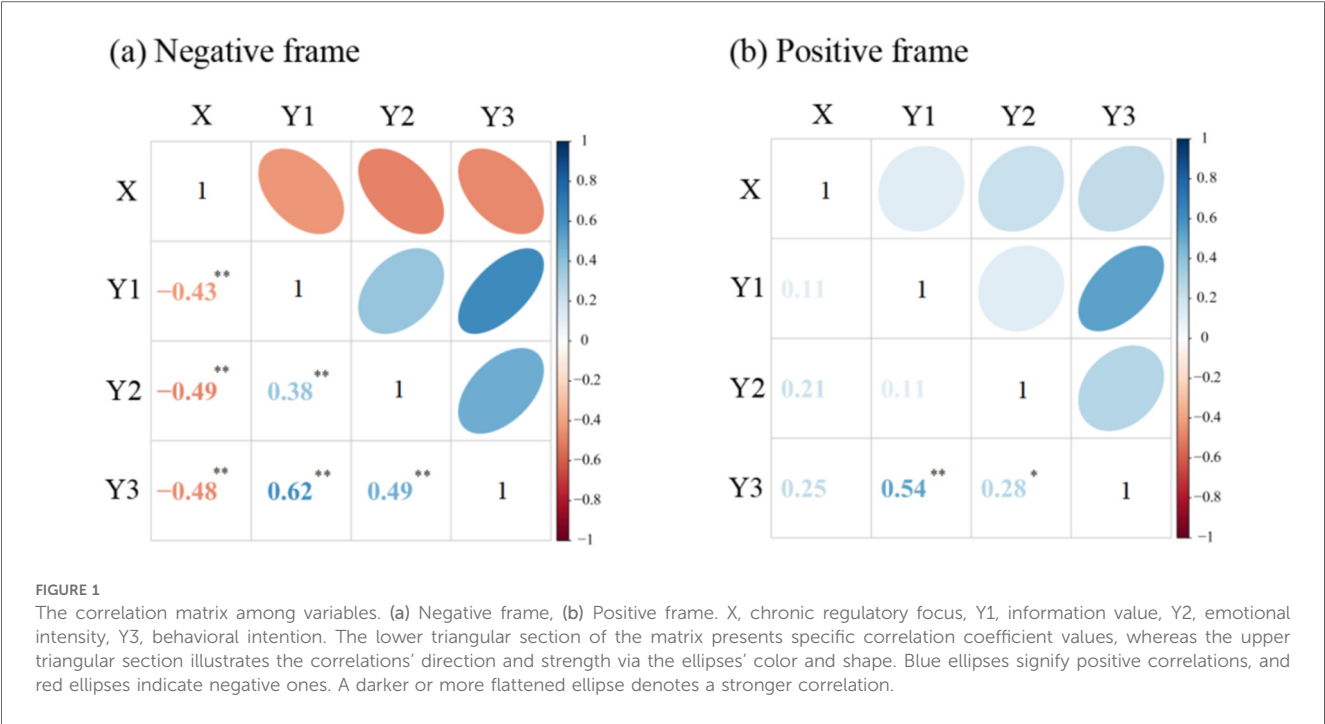 (a) Negative frame
(b) Positive frame
X Y1 Y2 Y3
X Y1 Y2 Y3
X 1
X 1
Y1 −0.43** 1
Y1 0.11 1
Y2 −0.49** 0.38** 1
Y2 0.21 0.11 1
Y3 −0.48** 0.62** 0.49** 1
Y3 0.25 0.54** 0.28* 1
1
0.8
0.6
0.4
0.2
0
−0.2
−0.4
−0.6
−0.8
−1
1
0.8
0.6
0.4
0.2
0
−0.2
−0.4
−0.6
−0.8
−1
FIGURE 1
The correlation matrix among variables. (a) Negative frame, (b) Positive frame. X, chronic regulatory focus, Y1, information value, Y2, emotional
intensity, Y3, behavioral intention. The lower triangular section of the matrix presents specific correlation coefficient values, whereas the upper
triangular section illustrates the correlations’ direction and strength via the ellipses’ color and shape. Blue ellipses signify positive correlations, and
red ellipses indicate negative ones. A darker or more flattened ellipse denotes a stronger correlation.